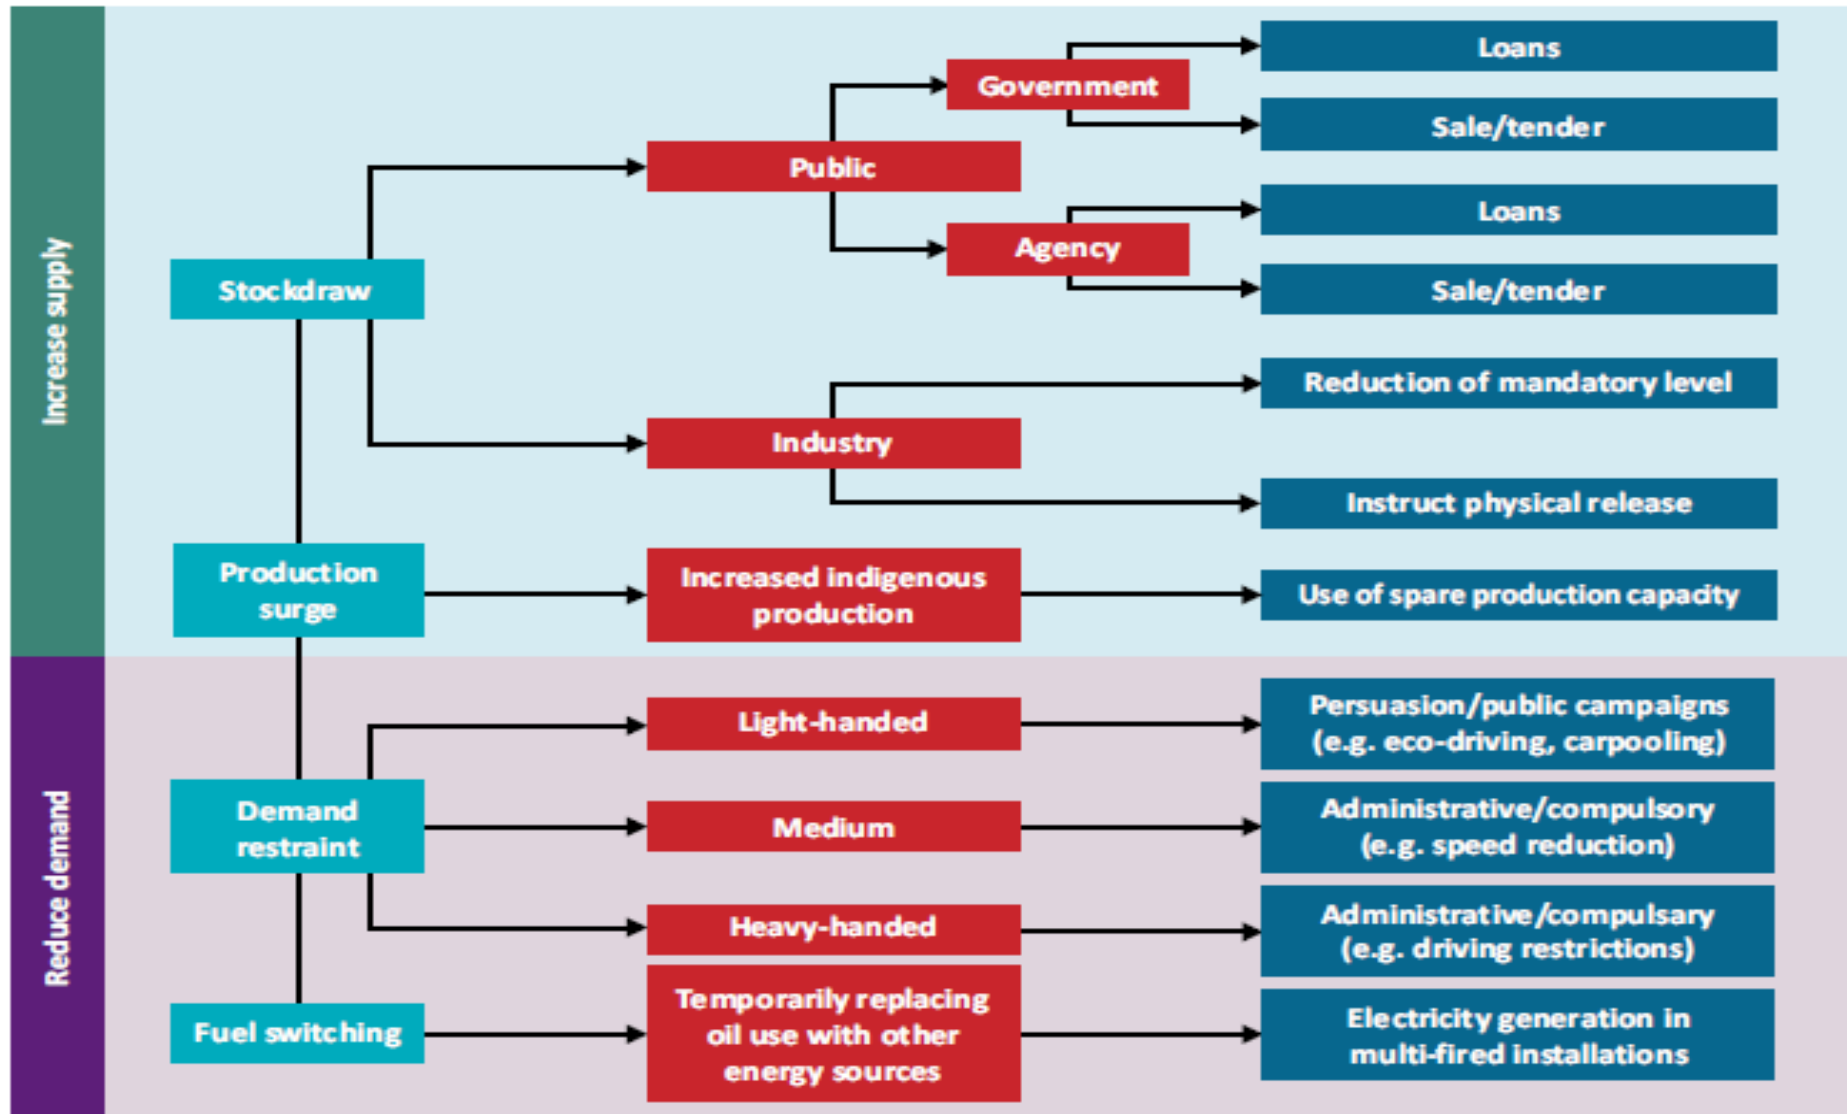 Increase supply
Stockdraw
Public
Government
Loans
Sale/tender
Agency
Loans
Sale/tender
Industry
Reduction of mandatory level
Instruct physical release
Production
surge
Increased indigenous
production
Use of spare production capacity
Reduce demand
Demand
restraint
Light-handed
Persuasion/public campaigns
(e.g. eco-driving, carpooling)
Medium
Administrative/compulsory
(e.g. speed reduction)
Heavy-handed
Administrative/compulsary
(e.g. driving restrictions)
Fuel switching
Temporarily replacing
oil use with other
energy sources
Electricity generation in
multi-fired installations